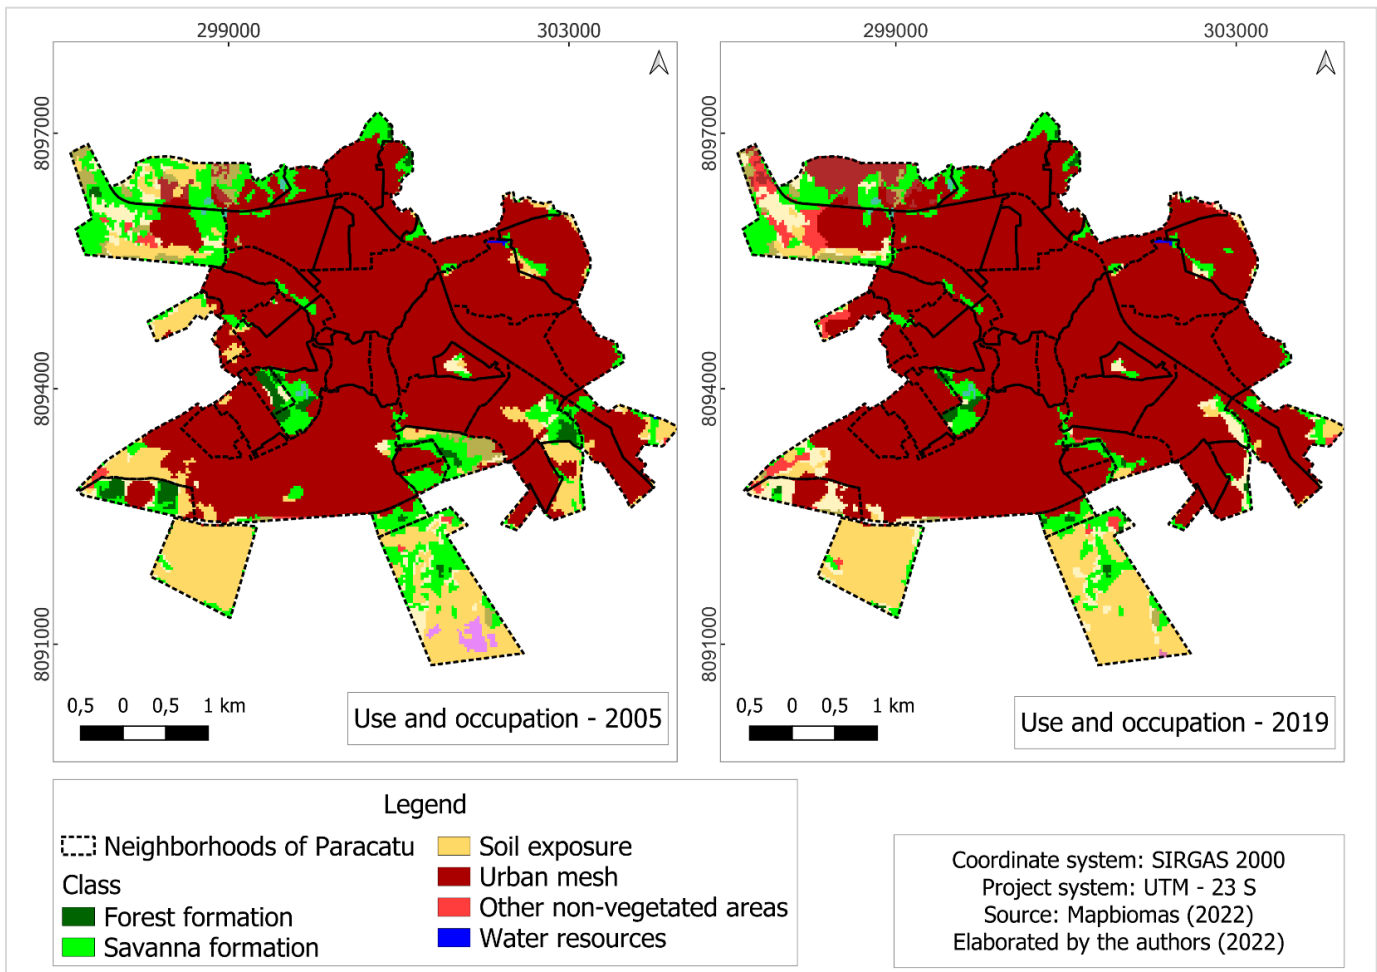 299000
303000
299000
303000
8097000
8094000
8091000
8097000
8094000
8091000
0,5 0 0,5 1 km
Use and occupation - 2005
0,5 0 0,5 1 km
Use and occupation - 2019
Legend
Neighborhoods of Paracatu
Class
Forest formation
Savanna formation
Soil exposure
Urban mesh
Other non-vegetated areas
Water resources
Coordinate system: SIRGAS 2000
Project system: UTM - 23 S
Source: Mapbiomas (2022)
Elaborated by the authors (2022)